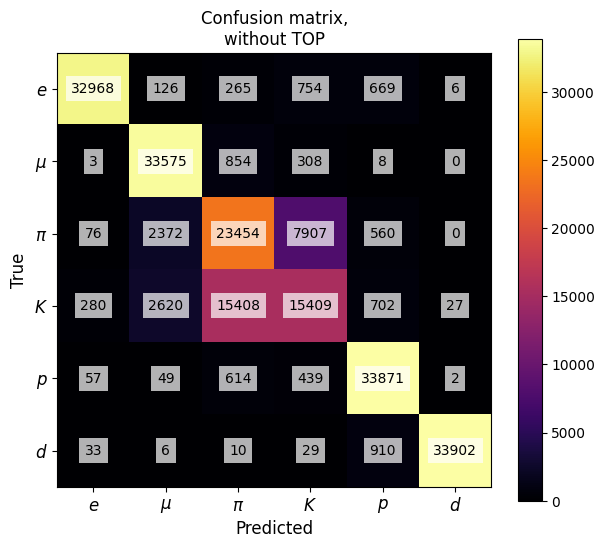 Confusion matrix,
without TOP
e 32968 126 265 754 669 6
μ 3 33575 854 308 8 0
π 76 2372 23454 7907 560 0
K 280 2620 15408 15409 702 27
p 57 49 614 439 33871 2
d 33 6 10 29 910 33902
e μ π K p d
True
Predicted
30000
25000
20000
15000
10000
5000
0